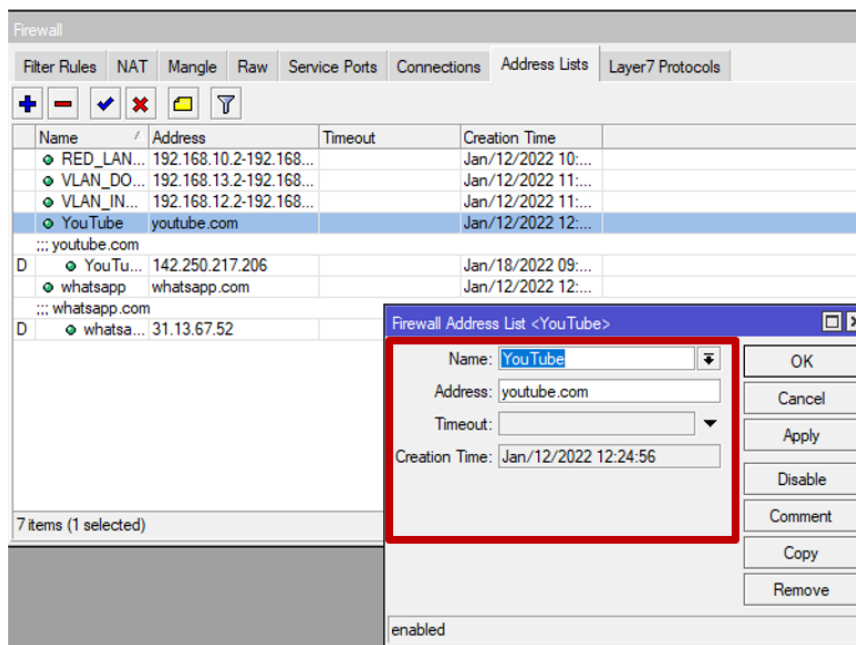 Firewall
Filter Rules NAT Mangle Raw Service Ports Connections Address Lists Layer7 Protocols
Name Address Timeout Creation Time
RED_LAN... 192.168.10.2-192.168... Jan/12/2022 10:...
VLAN_DO... 192.168.13.2-192.168... Jan/12/2022 11:...
VLAN_IN... 192.168.12.2-192.168... Jan/12/2022 11:...
YouTube youtube.com Jan/12/2022 12:...
;;; youtube.com
D YouTu... 142.250.217.206 Jan/18/2022 09:...
whatsapp whatsapp.com Jan/12/2022 12:...
;;; whatsapp.com
D whatsa... 31.13.67.52
7 items (1 selected)
Firewall Address List <YouTube>
Name: YouTube
Address: youtube.com
Timeout:
Creation Time: Jan/12/2022 12:24:56
OK
Cancel
Apply
Disable
Comment
Copy
Remove
enabled